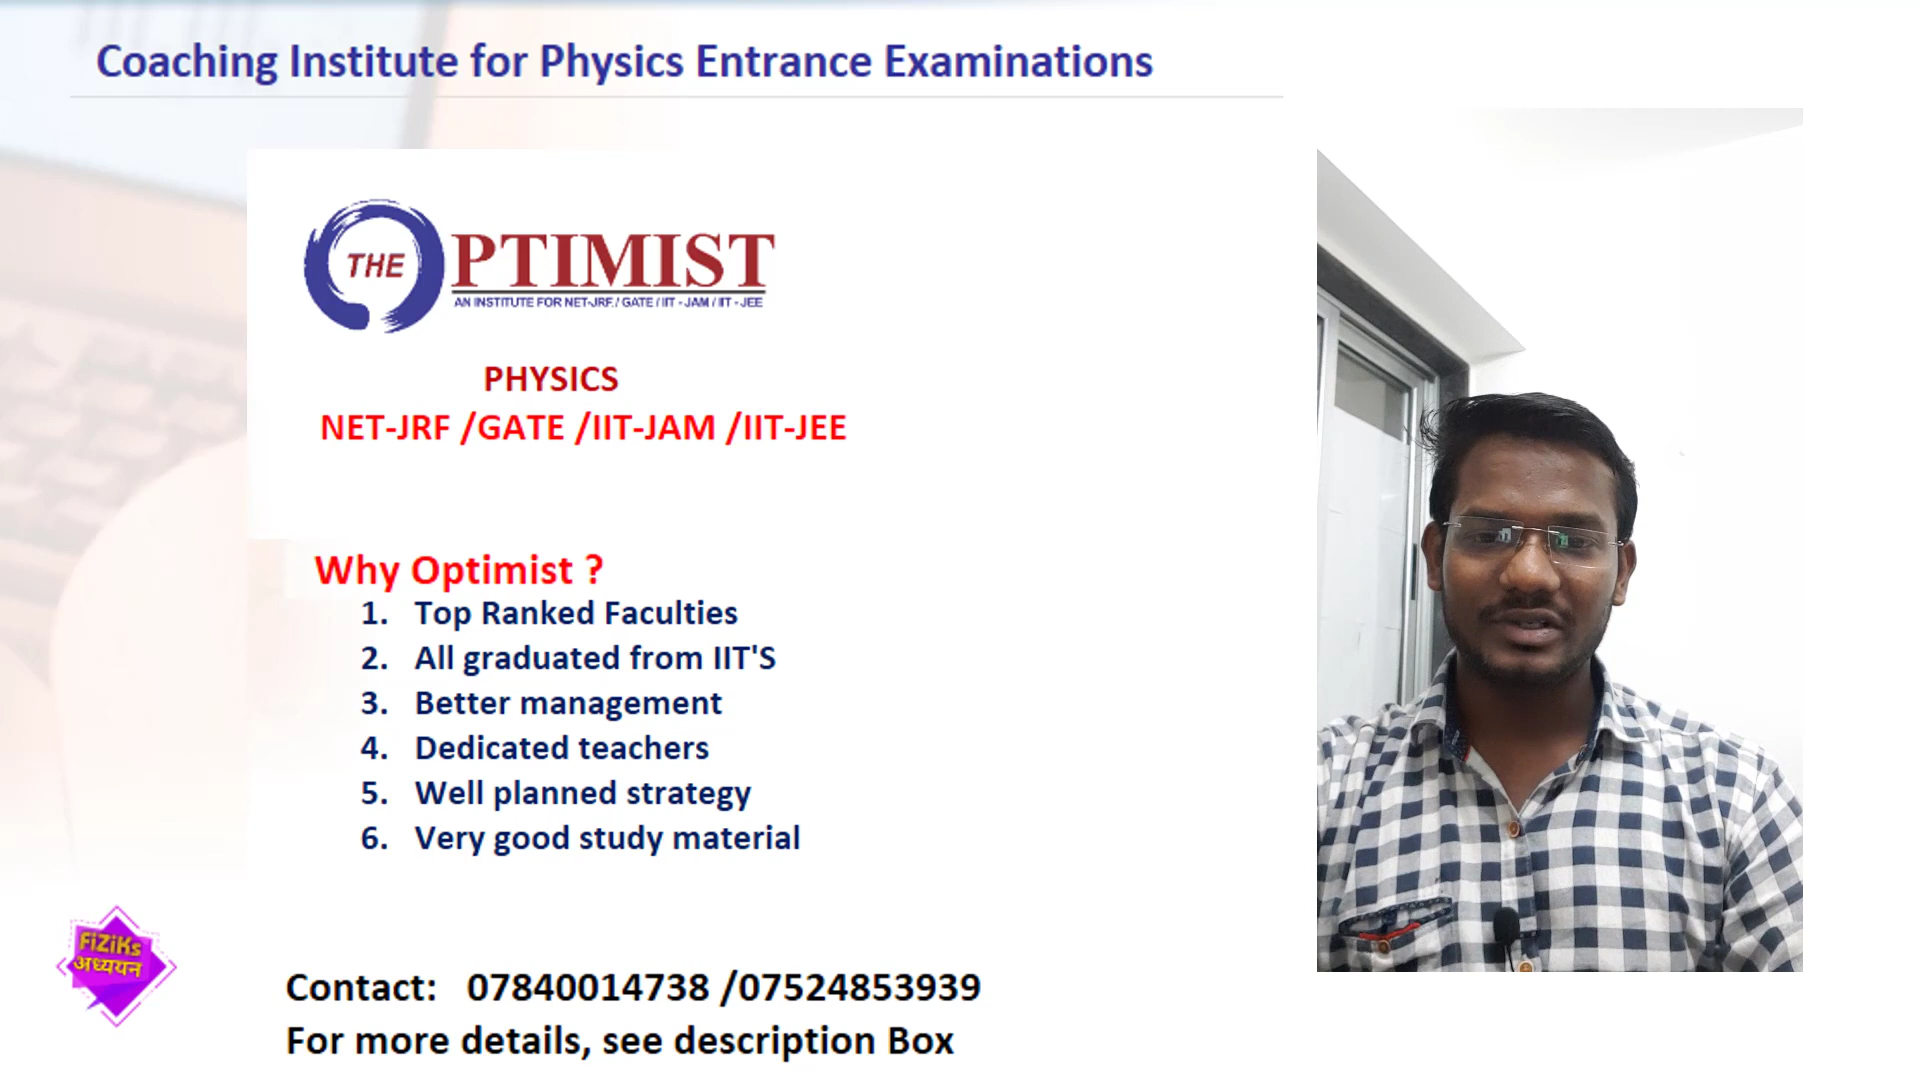 Coaching Institute for Physics Entrance Examinations
THE
PTIMIST
AN INSTITUTE FOR NET-JRF / GATE / IIT - JAM / IIT - JEE
PHYSICS
NET-JRF /GATE /IIT-JAM /IIT-JEE
Why Optimist ?
1. Top Ranked Faculties
2. All graduated from IIT'S
3. Better management
4. Dedicated teachers
5. Well planned strategy
6. Very good study material
FiZiKs
अध्ययन
Contact: 07840014738 /07524853939
For more details, see description Box